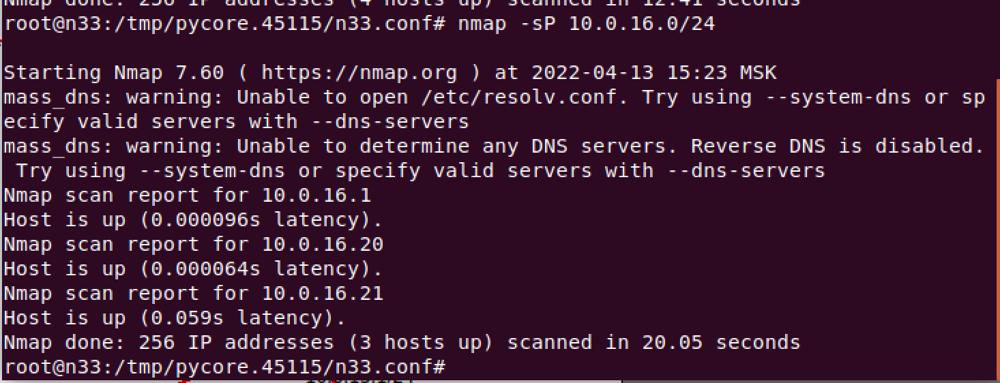 Nmap done: 256 IP addresses (4 hosts up) scanned in 12.41 seconds
root@n33:/tmp/pycore.45115/n33.conf# nmap -sP 10.0.16.0/24
Starting Nmap 7.60 ( https://nmap.org ) at 2022-04-13 15:23 MSK
mass_dns: warning: Unable to open /etc/resolv.conf. Try using --system-dns or sp
ecify valid servers with --dns-servers
mass_dns: warning: Unable to determine any DNS servers. Reverse DNS is disabled.
Try using --system-dns or specify valid servers with --dns-servers
Nmap scan report for 10.0.16.1
Host is up (0.000096s latency).
Nmap scan report for 10.0.16.20
Host is up (0.000064s latency).
Nmap scan report for 10.0.16.21
Host is up (0.059s latency).
Nmap done: 256 IP addresses (3 hosts up) scanned in 20.05 seconds
root@n33:/tmp/pycore.45115/n33.conf#